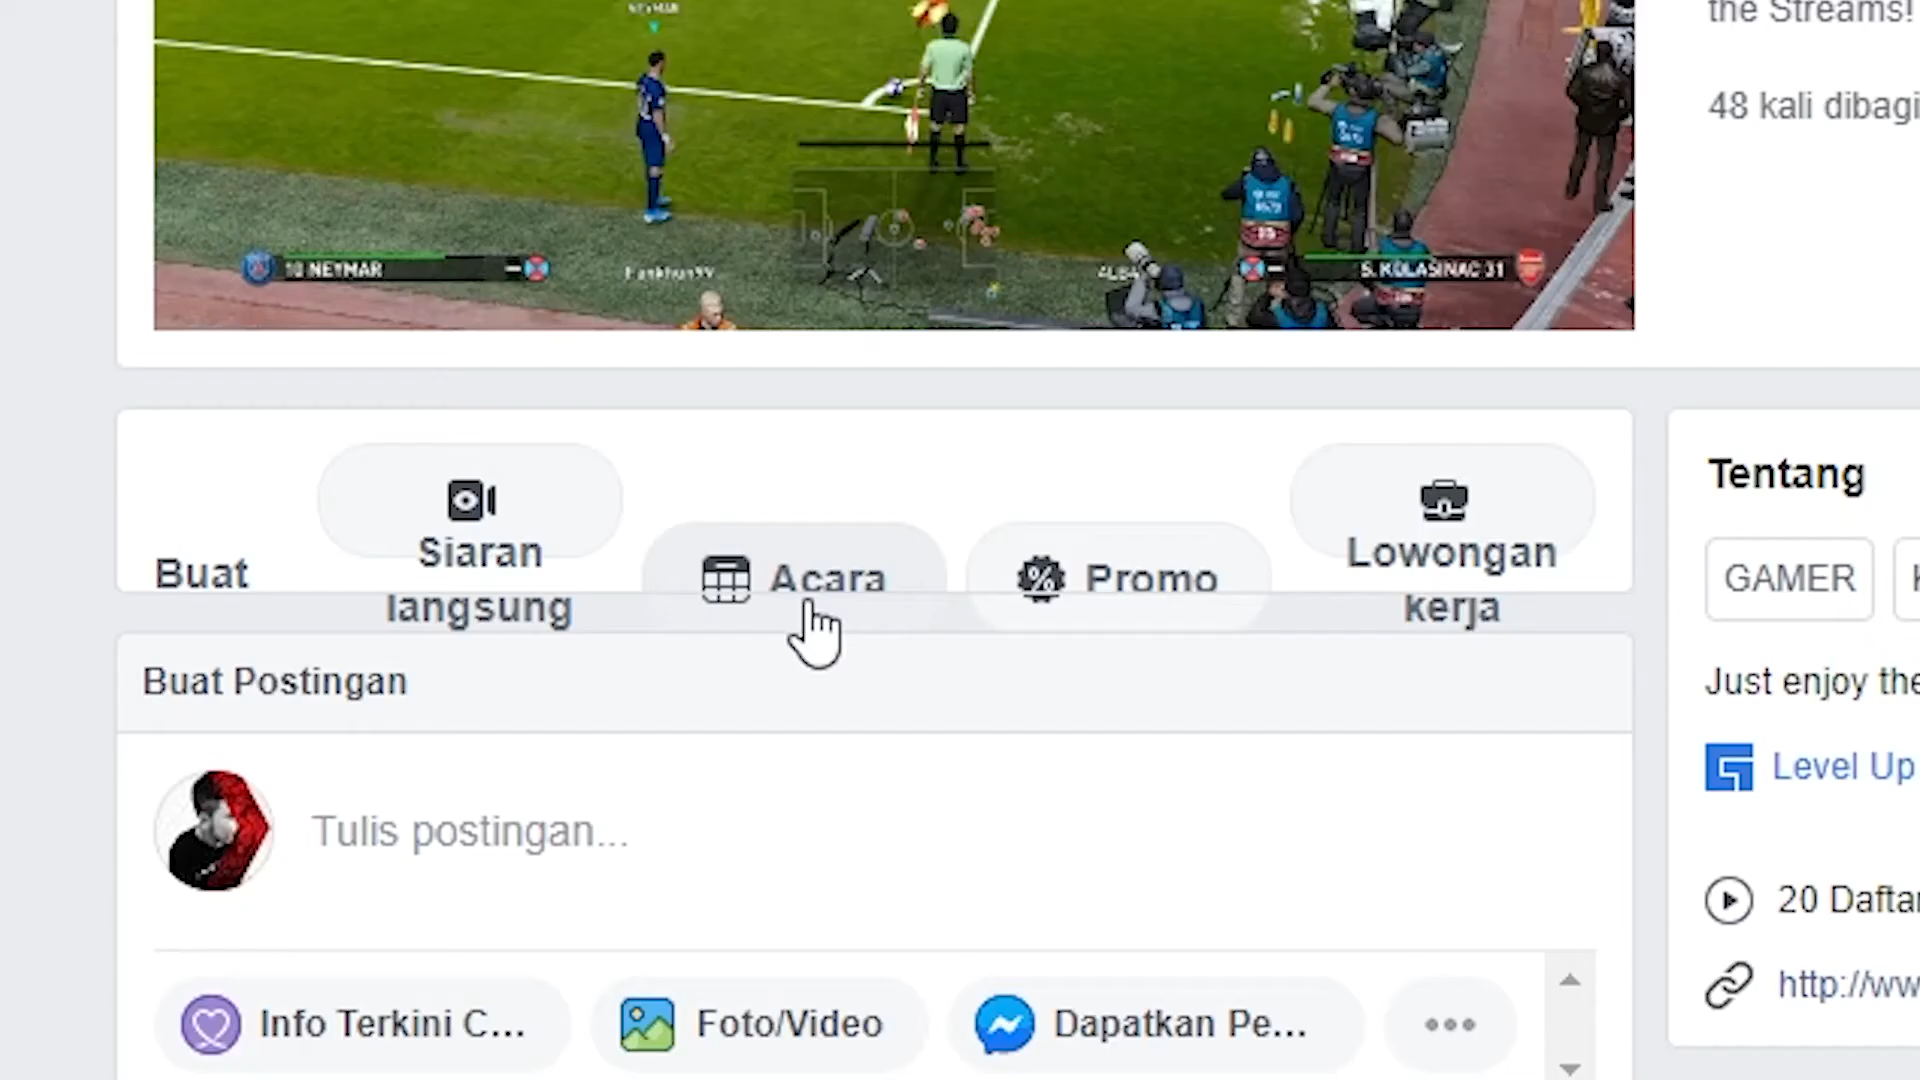 NEYMAR
the Streams!
48 kali dibagi
10 NEYMAR
S. KOLASINAC 31
Buat
Siaran
langsung
Acara
Promo
Lowongan
kerja
Tentang
GAMER
Buat Postingan
Just enjoy the
Level Up
Tulis postingan...
20 Daftar
http://ww
Info Terkini C...
Foto/Video
Dapatkan Pe...